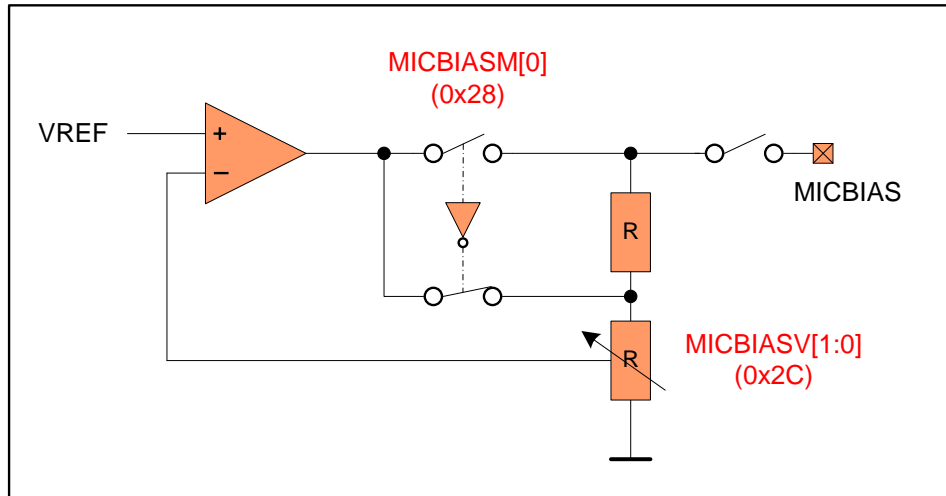 MICBIASM[0]
(0x28)
VREF
+
−
MICBIAS
R
R
MICBIASV[1:0]
(0x2C)